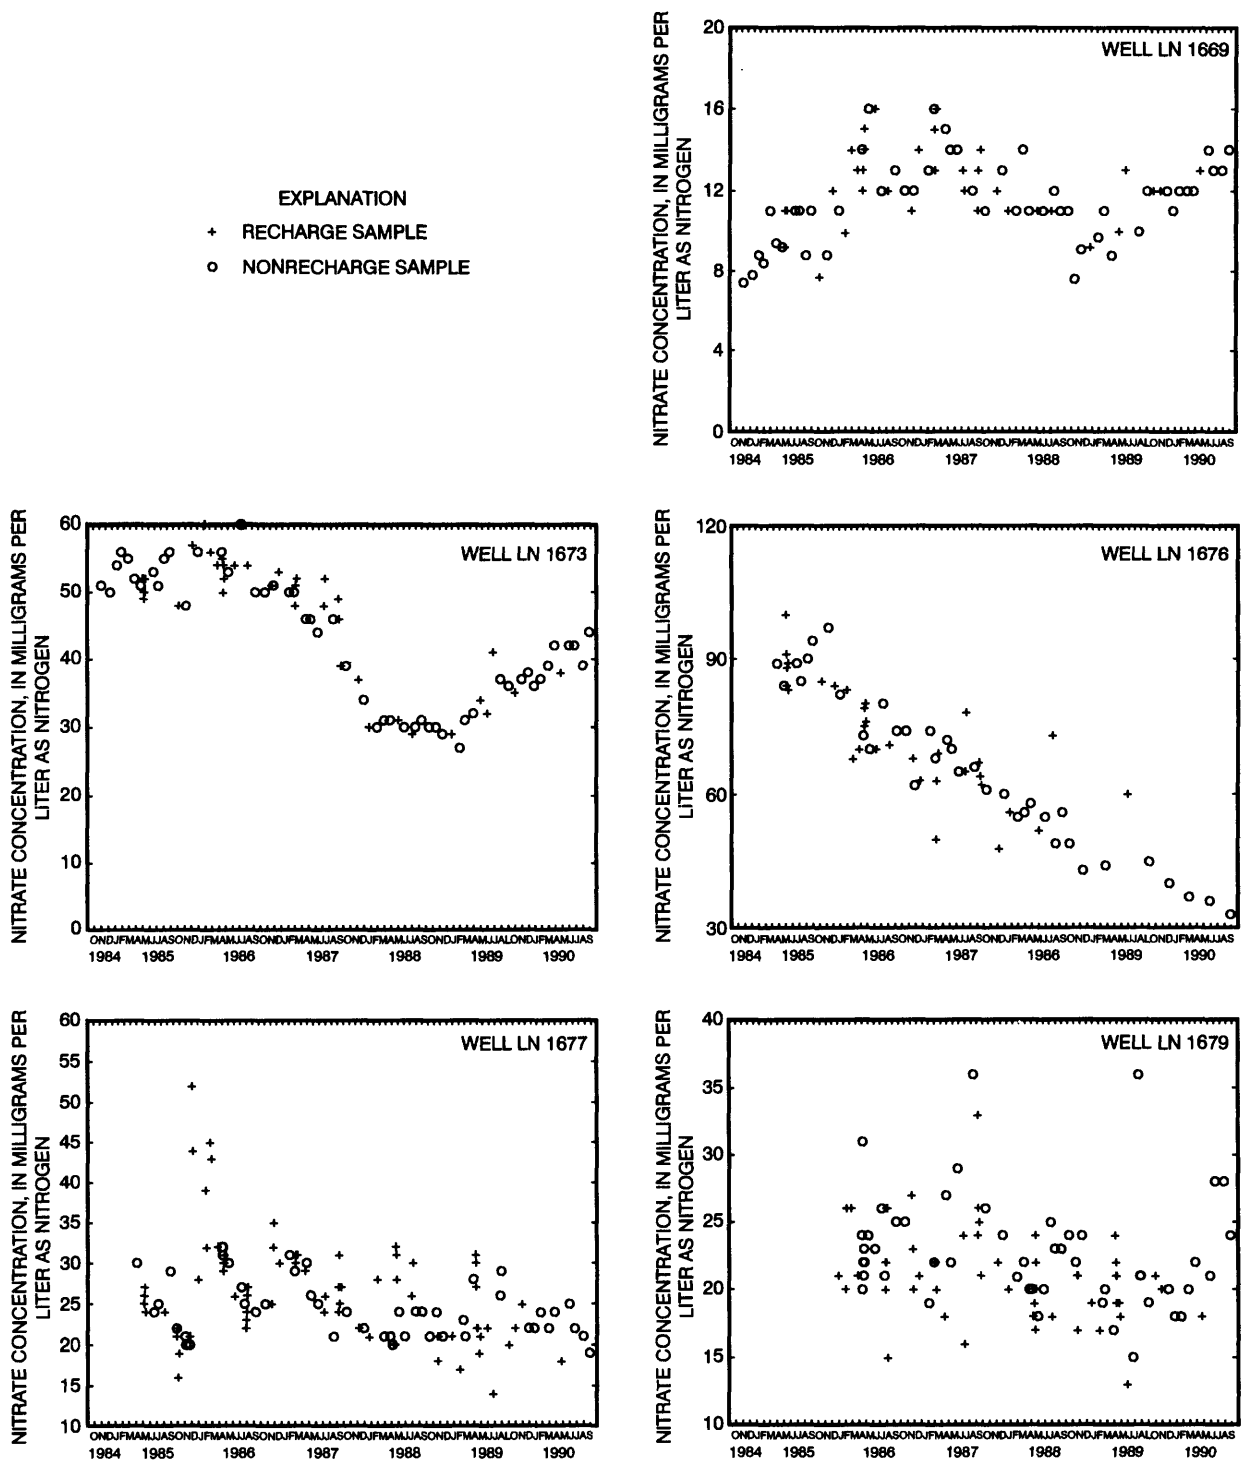 EXPLANATION
+ RECHARGE SAMPLE
o NONRECHARGE SAMPLE
WELL LN 1669
NITRATE CONCENTRATION, IN MILLIGRAMS PER
LITER AS NITROGEN
20
16
12
8
4
0
1984 1985 1986 1987 1988 1989 1990
WELL LN 1673
NITRATE CONCENTRATION, IN MILLIGRAMS PER
LITER AS NITROGEN
60
50
40
30
20
10
0
1984 1985 1986 1987 1988 1989 1990
WELL LN 1676
NITRATE CONCENTRATION, IN MILLIGRAMS PER
LITER AS NITROGEN
120
90
60
30
1984 1985 1986 1987 1986 1989 1990
WELL LN 1677
NITRATE CONCENTRATION, IN MILLIGRAMS PER
LITER AS NITROGEN
60
55
50
45
40
35
30
25
20
15
10
1984 1985 1986 1987 1988 1989 1990
WELL LN 1679
NITRATE CONCENTRATION, IN MILLIGRAMS PER
LITER AS NITROGEN
40
35
30
25
20
15
10
1984 1985 1986 1987 1988 1989 1990